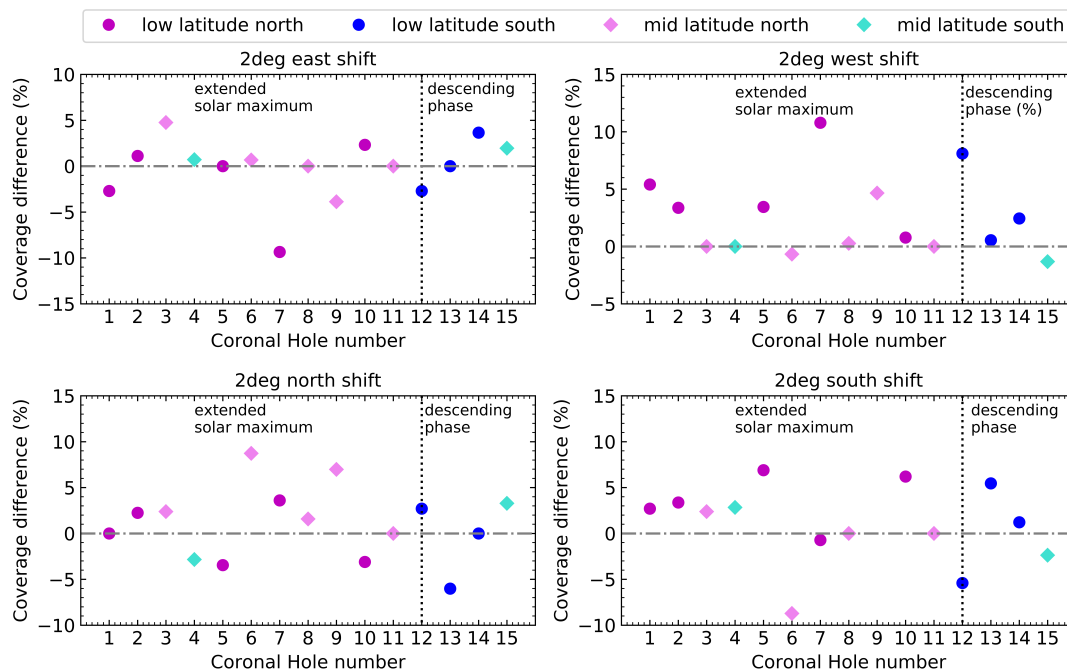 low latitude north low latitude south mid latitude north mid latitude south
2deg east shift
10
5
0
−5
−10
−15
Coverage difference (%)
extended
solar maximum
descending
phase
1 2 3 4 5 6 7 8 9 10 11 12 13 14 15
Coronal Hole number
2deg west shift
15
10
5
0
−5
Coverage difference (%)
extended
solar maximum
descending
phase (%)
1 2 3 4 5 6 7 8 9 10 11 12 13 14 15
Coronal Hole number
2deg north shift
15
10
5
0
−5
−10
Coverage difference (%)
extended
solar maximum
descending
phase
1 2 3 4 5 6 7 8 9 10 11 12 13 14 15
Coronal Hole number
2deg south shift
15
10
5
0
−5
−10
Coverage difference (%)
extended
solar maximum
descending
phase
1 2 3 4 5 6 7 8 9 10 11 12 13 14 15
Coronal Hole number